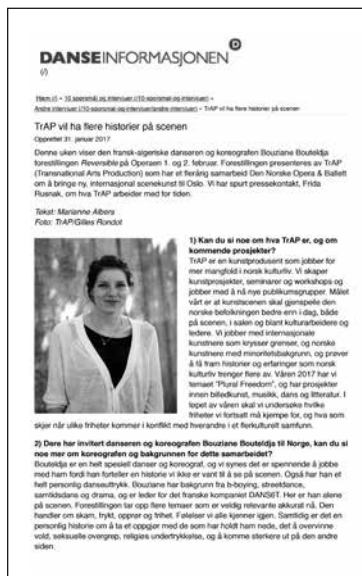 DANSEINFORMASJONEN D
(/)
Hjem (/) » 10 spørsmål og intervjuer (/10-sporsmal-og-intervjuer) »
Andre intervjuer (/10-sporsmal-og-intervjuer/andre-intervjuer) » TrAP vil ha flere historier på scenen
TrAP vil ha flere historier på scenen
Opprettet 31. januar 2017
Denne uken viser den fransk-algeriske danseren og koreografen Bouziane Bouteldja
forestillingen Reversible på Operaen 1. og 2. februar. Forestillingen presenteres av TrAP
(Transnational Arts Production) som har et flerårig samarbeid Den Norske Opera & Ballett
om å bringe ny, internasjonal scenekunst til Oslo. Vi har spurt pressekontakt, Frida
Rusnak, om hva TrAP arbeider med for tiden.
Tekst: Marianne Albers
Foto: TrAP/Gilles Rondot
1) Kan du si noe om hva TrAP er, og om
kommende prosjekter?
TrAP er en kunstprodusent som jobber for
mer mangfold i norsk kulturliv. Vi skaper
kunstprosjekter, seminarer og workshops og
jobber med å nå nye publikumsgrupper. Målet
vårt er at kunstscenen skal gjenspeile den
norske befolkningen bedre enn i dag, både
på scenen, i salen og blant kulturarbeidere og
ledere. Vi jobber med internasjonale
kunstnere som krysser grenser, og norske
kunstnere med minoritetsbakgrunn, og prøver
å få fram historier og erfaringer som norsk
kulturliv trenger flere av. Våren 2017 har vi
temaet "Plural Freedom", og har prosjekter
innen billedkunst, musikk, dans og litteratur. I
løpet av våren skal vi undersøke hvilke
friheter vi fortsatt må kjempe for, og hva som
skjer når ulike friheter kommer i konflikt med hverandre i et flerkulturelt samfunn.
2) Dere har invitert danseren og koreografen Bouziane Bouteldja til Norge, kan du si
noe mer om koreografen og bakgrunnen for dette samarbeidet?
Bouteldja er en helt spesiell danser og koreograf, og vi synes det er spennende å jobbe
med ham fordi han forteller en historie vi ikke er vant til å se på scenen. Også har han et
helt personlig danseuttrykk. Bouziane har bakgrunn fra b-boying, streetdance,
samtidsdans og drama, og er leder for det franske kompaniet DANS6T. Her er han alene
på scenen. Forestillingen tar opp flere temaer som er veldig relevante akkurat nå. Den
handler om skam, frykt, opprør og frihet. Følelser vi alle kjenner igjen. Samtidig er det en
personlig historie om å ta et oppgjør med de som har holdt ham nede, det å overvinne
vold, seksuelle overgrep, religiøs undertrykkelse, og å komme sterkere ut på den andre
siden.